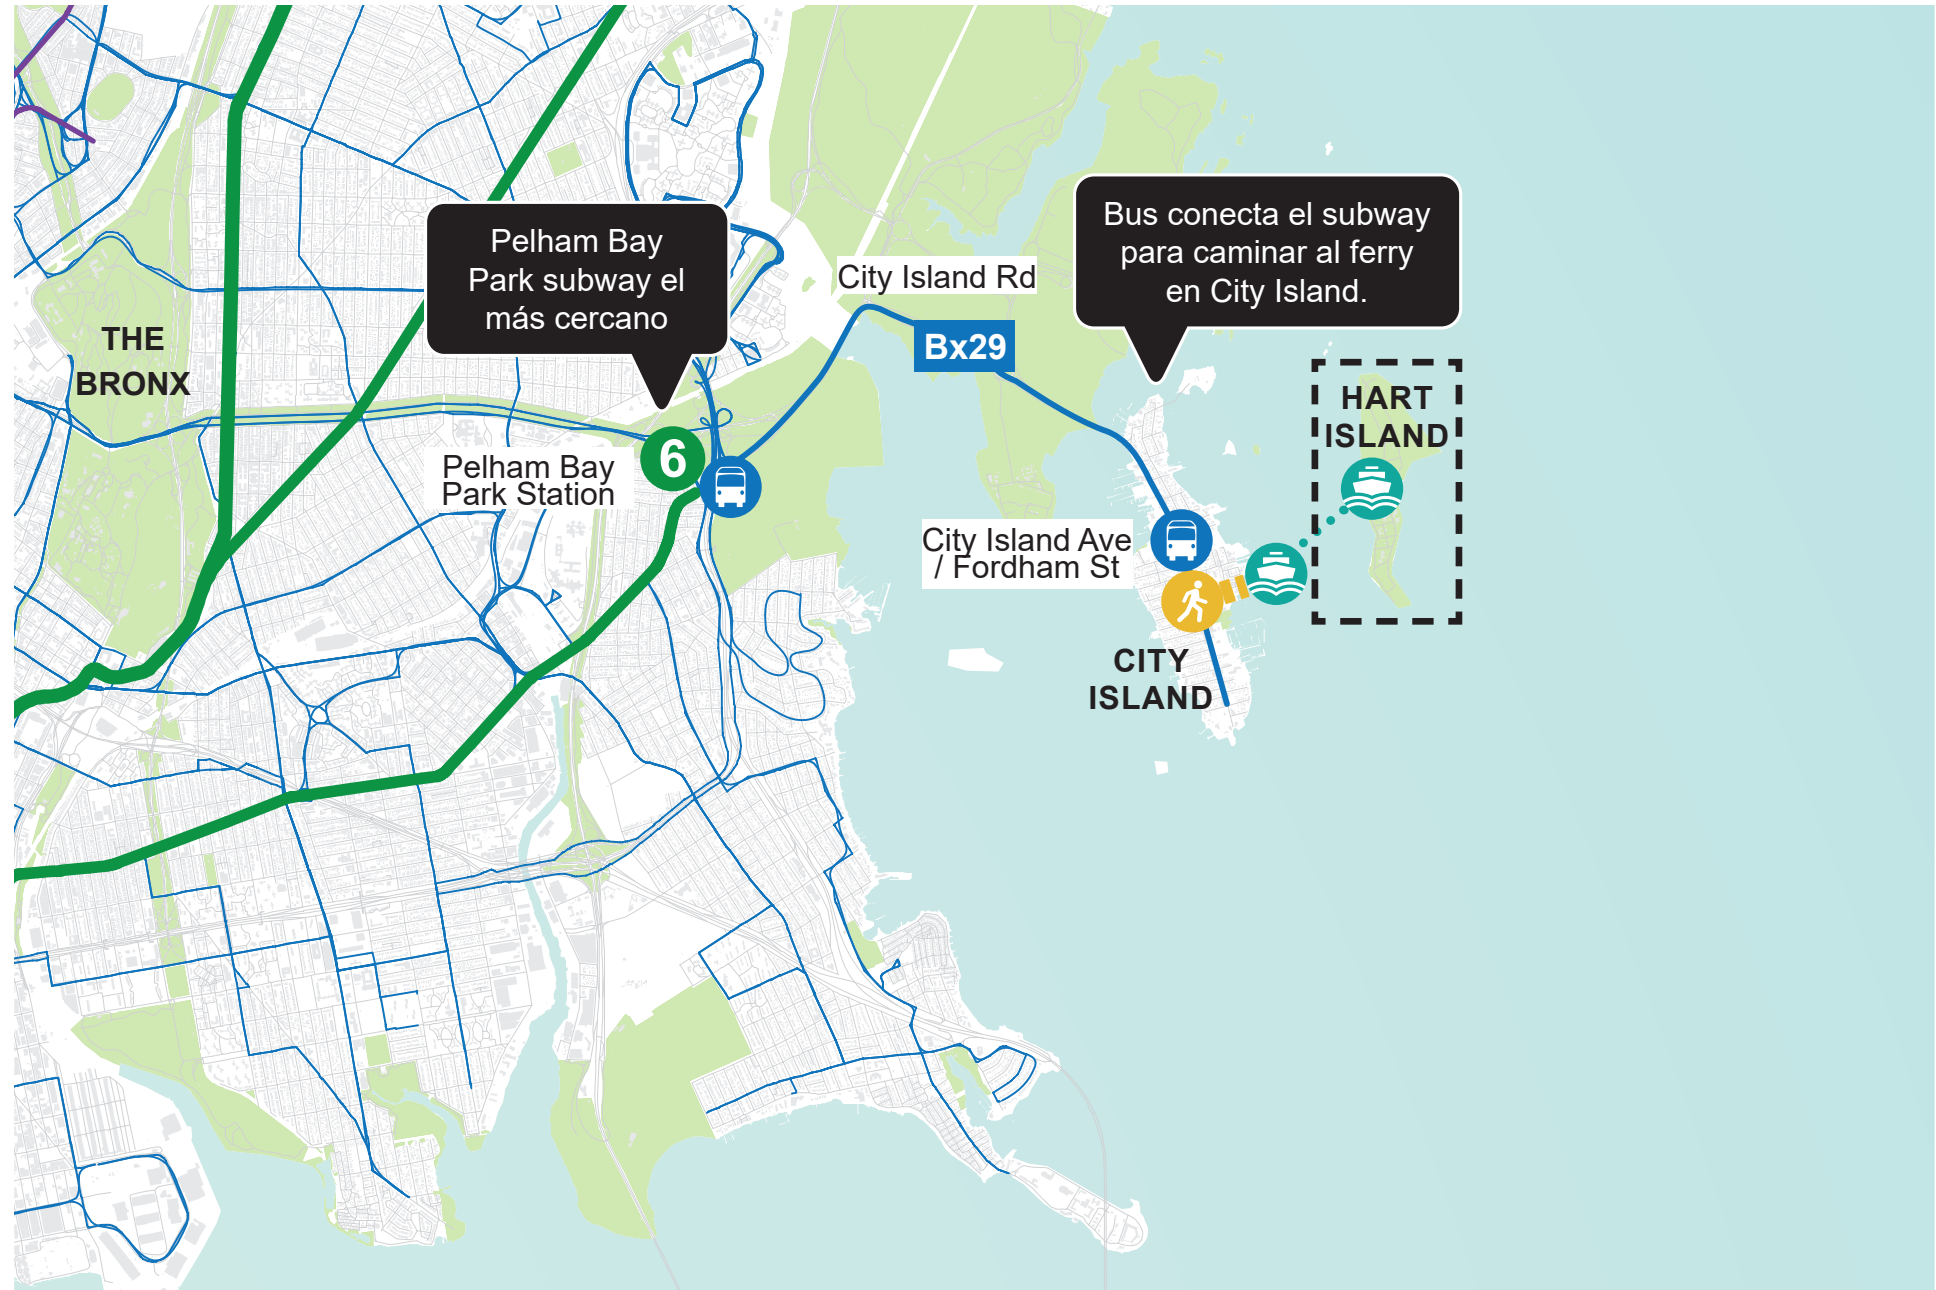 Bus conecta el subway
para caminar al ferry
en City Island.
Pelham Bay
Park subway el
más cercano
City Island Rd
Bx29
THE
BRONX
HART
ISLAND
6
Pelham Bay
Park Station
City Island Ave
/ Fordham St
CITY
ISLAND